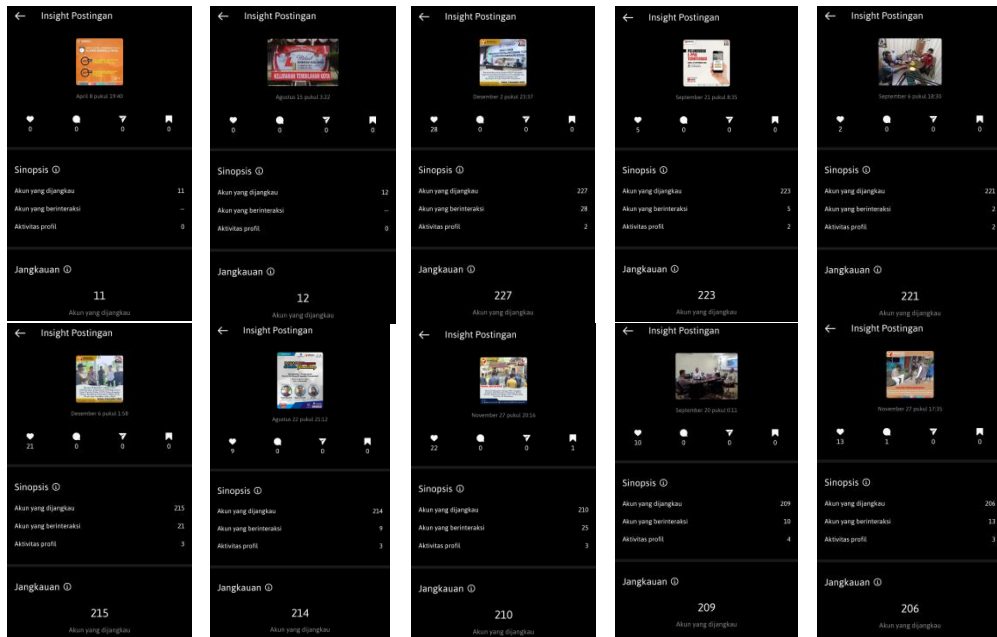 Insight Postingan
April 8 pukul 19:40
0 0 0 0
Sinopsis
Akun yang dijangkau 11
Akun yang berinteraksi --
Aktivitas profil 0
Jangkauan
11
Akun yang dijangkau
Insight Postingan
KELURAHAN TEMBILAHAN KOTA
Agustus 15 pukul 3:22
0 0 0 0
Sinopsis
Akun yang dijangkau 12
Akun yang berinteraksi --
Aktivitas profil 0
Jangkauan
12
Akun yang dijangkau
Insight Postingan
Desember 2 pukul 23:37
28 0 0 0
Sinopsis
Akun yang dijangkau 227
Akun yang berinteraksi 28
Aktivitas profil 2
Jangkauan
227
Akun yang dijangkau
Insight Postingan
September 21 pukul 8:35
5 0 0 0
Sinopsis
Akun yang dijangkau 223
Akun yang berinteraksi 5
Aktivitas profil 2
Jangkauan
223
Akun yang dijangkau
Insight Postingan
September 6 pukul 18:35
2 0 0 0
Sinopsis
Akun yang dijangkau 221
Akun yang berinteraksi 2
Aktivitas profil 2
Jangkauan
221
Akun yang dijangkau
Insight Postingan
Desember 6 pukul 1:58
21 0 0 0
Sinopsis
Akun yang dijangkau 215
Akun yang berinteraksi 21
Aktivitas profil 3
Jangkauan
215
Akun yang dijangkau
Insight Postingan
Agustus 22 pukul 21:12
9 0 0 0
Sinopsis
Akun yang dijangkau 214
Akun yang berinteraksi 9
Aktivitas profil 3
Jangkauan
214
Akun yang dijangkau
Insight Postingan
November 27 pukul 20:56
22 0 0 1
Sinopsis
Akun yang dijangkau 210
Akun yang berinteraksi 25
Aktivitas profil 3
Jangkauan
210
Akun yang dijangkau
Insight Postingan
September 20 pukul 0:11
10 0 0 0
Sinopsis
Akun yang dijangkau 209
Akun yang berinteraksi 10
Aktivitas profil 4
Jangkauan
209
Akun yang dijangkau
Insight Postingan
November 27 pukul 17:35
13 1 0 0
Sinopsis
Akun yang dijangkau 206
Akun yang berinteraksi 13
Aktivitas profil 3
Jangkauan
206
Akun yang dijangkau